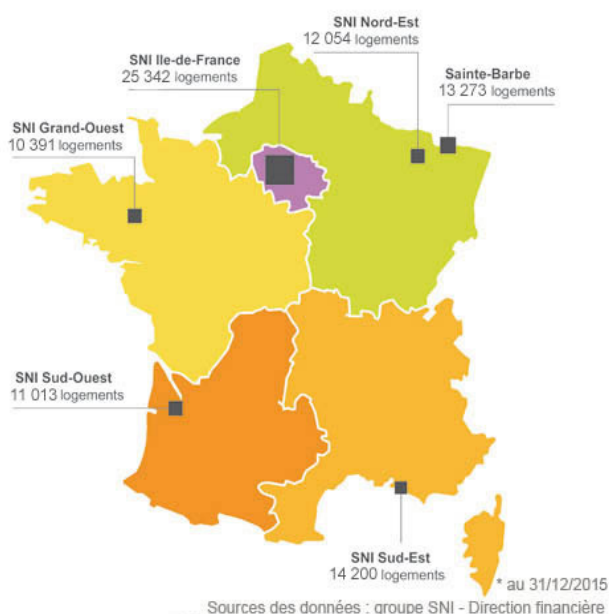 SNI Nord-Est
12 054 logements
SNI Ile-de-France
25 342 logements
Sainte-Barbe
13 273 logements
SNI Grand-Ouest
10 391 logements
SNI Sud-Ouest
11 013 logements
SNI Sud-Est
14 200 logements
* au 31/12/2015
Sources des données : groupe SNI - Direction financière